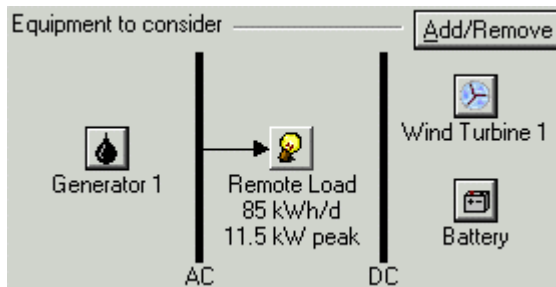 Equipment to consider
Add/Remove
Generator 1
Remote Load
85 kWh/d
11.5 kW peak
Wind Turbine 1
Battery
AC
DC